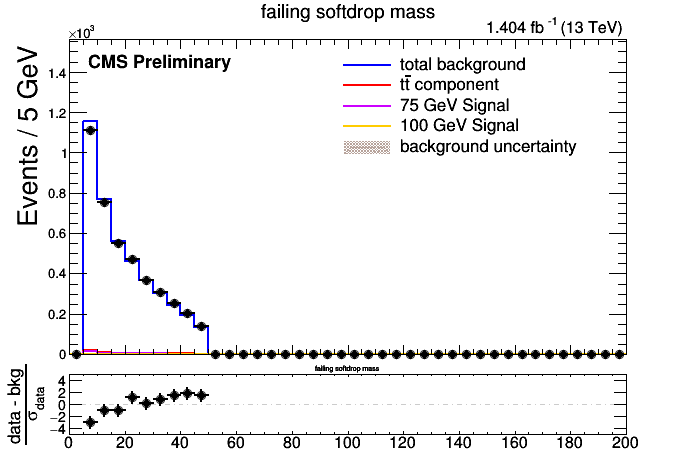 failing softdrop mass
×10³
1.404 fb⁻¹ (13 TeV)
CMS Preliminary
total background
tt̄ component
75 GeV Signal
100 GeV Signal
background uncertainty
Events / 5 GeV
1.4
1.2
1
0.8
0.6
0.4
0.2
0
failing softdrop mass
data - bkg
σ data
4
2
0
−2
−4
0 20 40 60 80 100 120 140 160 180 200